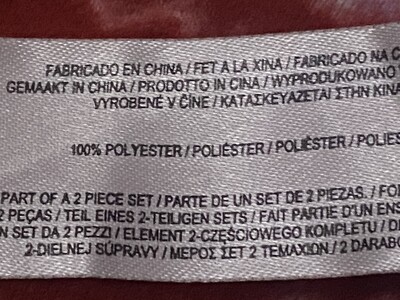 FABRICADO EN CHINA / FET A LA XINA / FABRICADO NA
GEMAAKT IN CHINA / PRODOTTO IN CINA / WYPRODUKOWANO
VYROBENÉ V ČÍNE / ΚΑΤΑΣΚΕΥΑΖΕΤΑΙ ΣΤΗΝ ΚΙΝΑ
100% POLYESTER / POLIÉSTER / POLIÉSTER / POLIES
PART OF A 2 PIECE SET / PARTE DE UN SET DE 2 PIEZAS. /
2 PEÇAS / TEIL EINES 2-TEILIGEN SETS / FAIT PARTIE D'UN ENS
N SET DA 2 PEZZI / ELEMENT 2-CZĘŚCIOWEGO KOMPLETU /
2-DIELNEJ SÚPRAVY / ΜΕΡΟΣ ΣΕΤ 2 ΤΕΜΑΧΙΩΝ / 2 DARABO